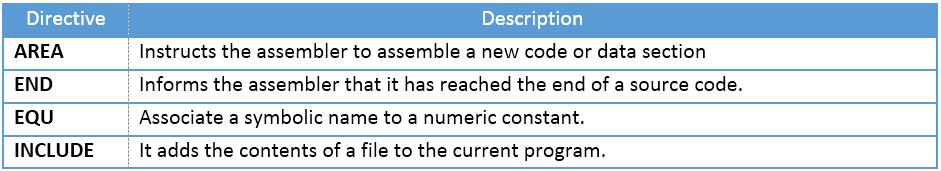 Directive Description
AREA Instructs the assembler to assemble a new code or data section
END Informs the assembler that it has reached the end of a source code.
EQU Associate a symbolic name to a numeric constant.
INCLUDE It adds the contents of a file to the current program.